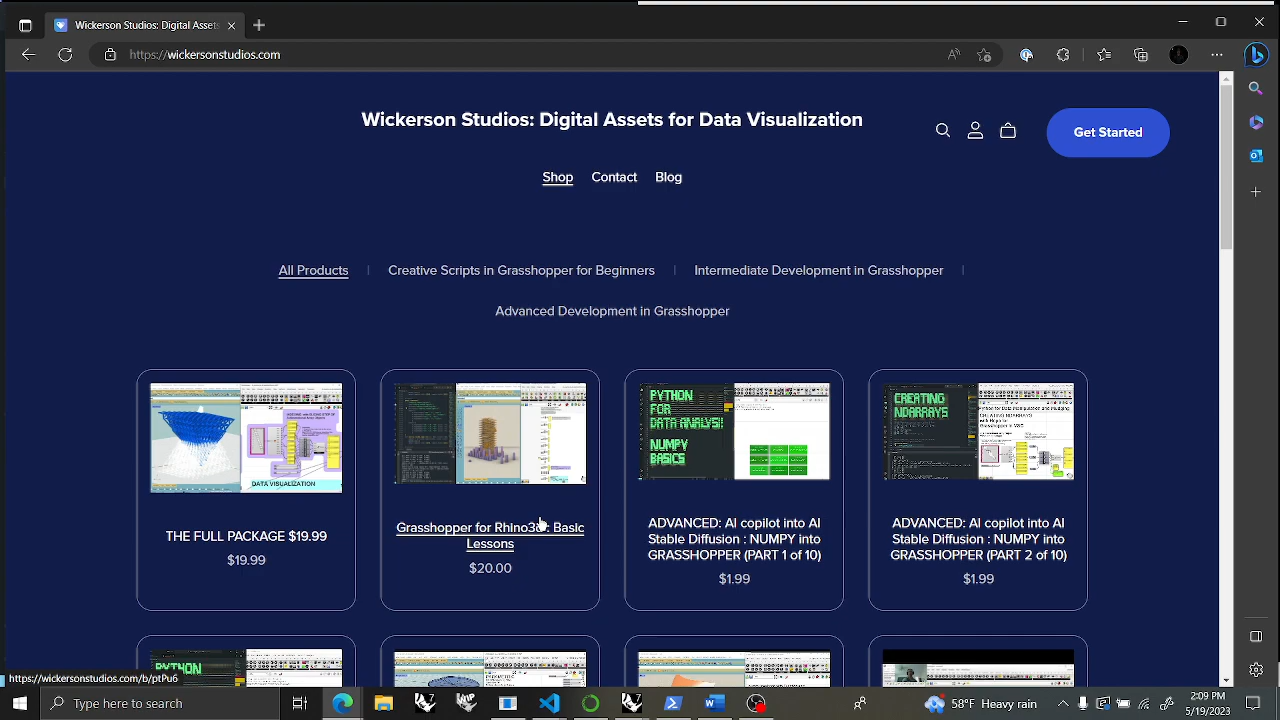 Wickerson Studios: Digital Assets
https://wickersonstudios.com
Wickerson Studios: Digital Assets for Data Visualization
Get Started
Shop
Contact
Blog
All Products
Creative Scripts in Grasshopper for Beginners
Intermediate Development in Grasshopper
Advanced Development in Grasshopper
DATA VISUALIZATION
PYTHON
FOR
DATA ANALYSIS
NUMPY
BASICS
CREATING
NDARRAYS
THE FULL PACKAGE $19.99
$19.99
Grasshopper for Rhino3D: Basic
Lessons
$20.00
ADVANCED: AI copilot into AI
Stable Diffusion : NUMPY into
GRASSHOPPER (PART 1 of 10)
$1.99
ADVANCED: AI copilot into AI
Stable Diffusion : NUMPY into
GRASSHOPPER (PART 2 of 10)
$1.99
PYTHON
https://wickerson.gumroad.com/b/pHu6
Type here to search
58°F Heavy rain
2:09 PM
5/19/2023